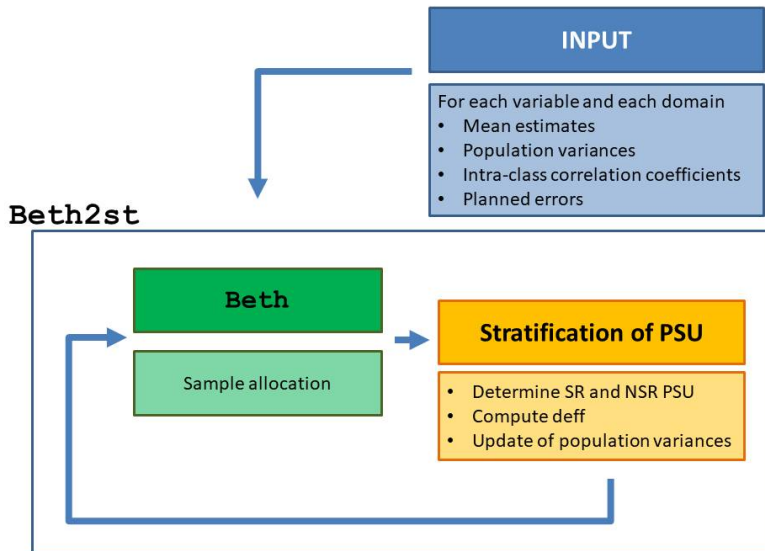 INPUT
For each variable and each domain
• Mean estimates
• Population variances
• Intra-class correlation coefficients
• Planned errors
Beth2st
Beth
Sample allocation
Stratification of PSU
• Determine SR and NSR PSU
• Compute deff
• Update of population variances